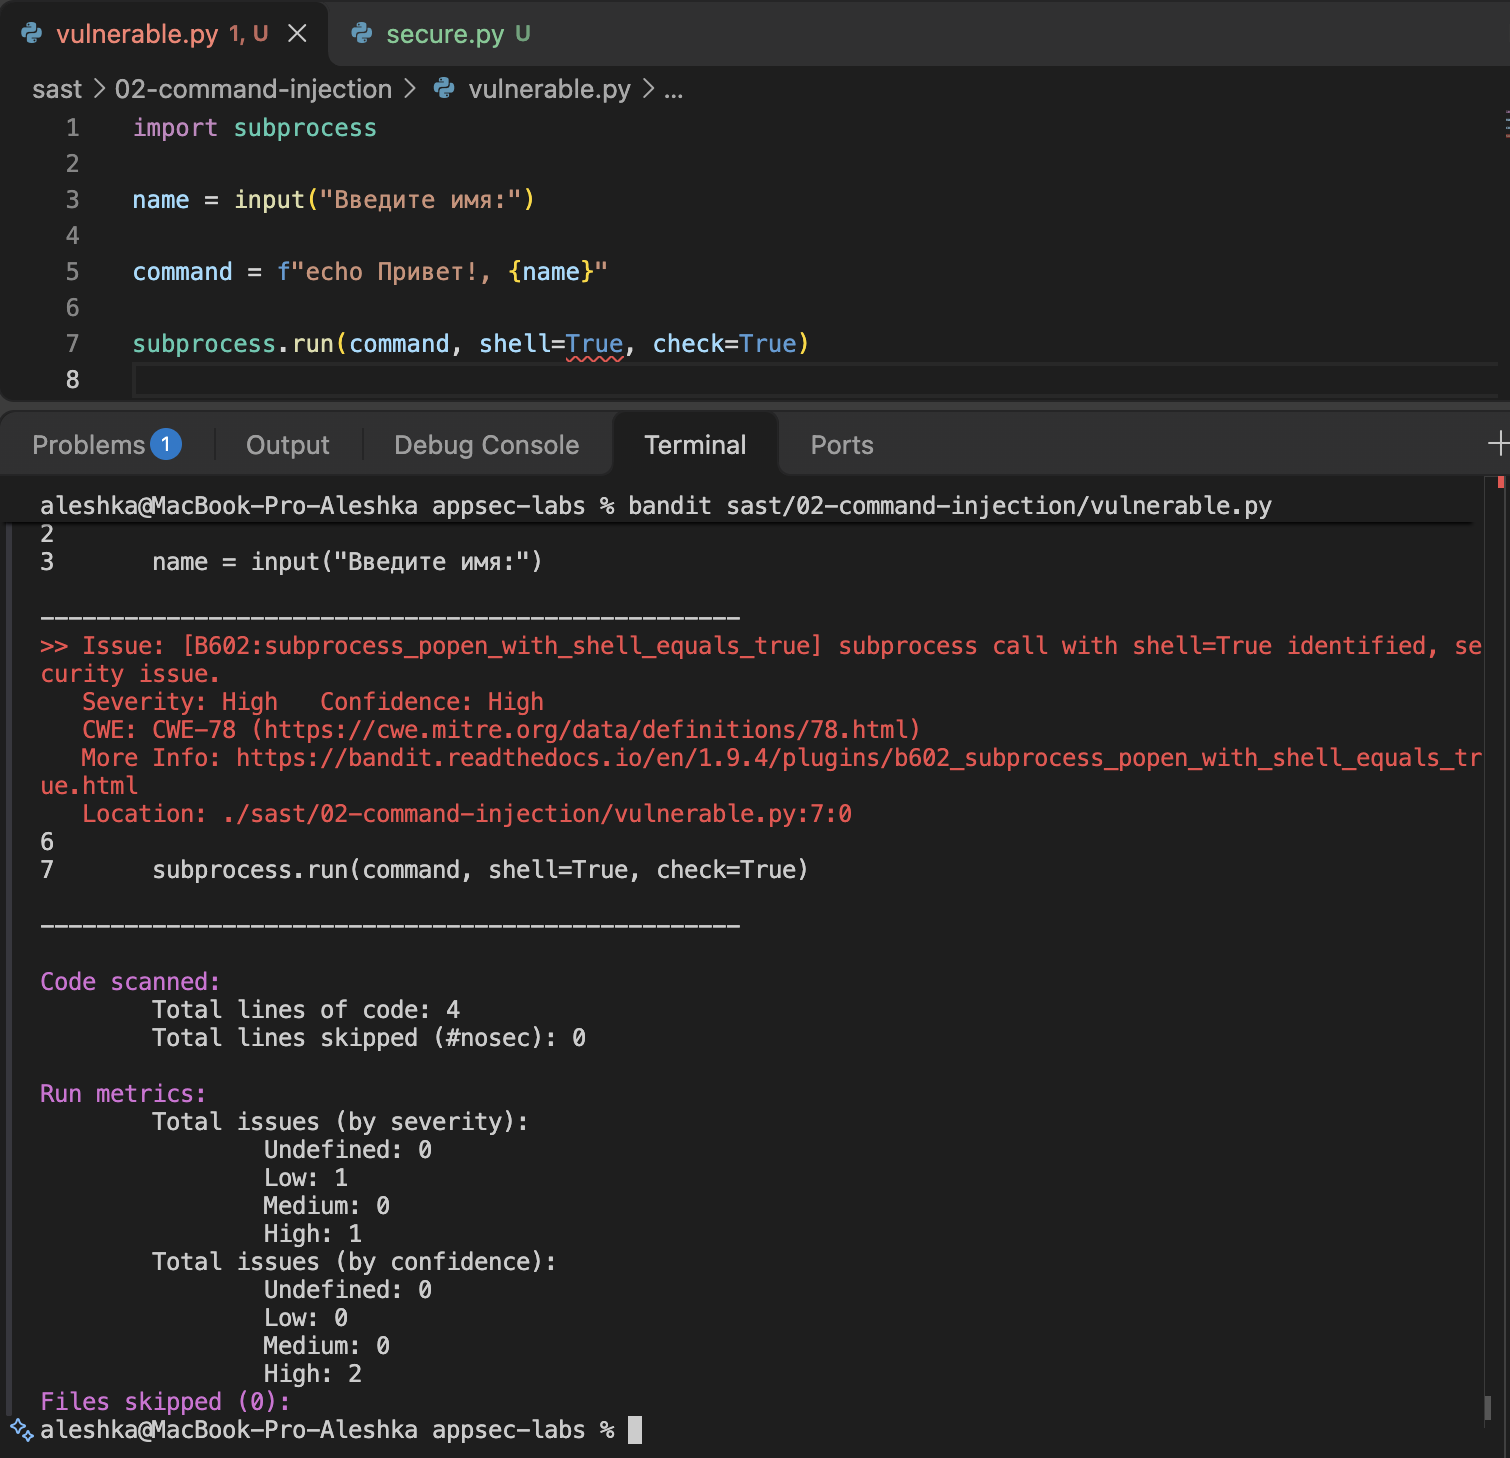 vulnerable.py 1, U
secure.py U
sast > 02-command-injection > vulnerable.py > ...
1 import subprocess
2
3 name = input("Введите имя:")
4
5 command = f"echo Привет!, {name}"
6
7 subprocess.run(command, shell=True, check=True)
8
Problems 1 Output Debug Console Terminal Ports
aleshka@MacBook-Pro-Aleshka appsec-labs % bandit sast/02-command-injection/vulnerable.py
2
3 name = input("Введите имя:")
--------------------------------------------------
>> Issue: [B602:subprocess_popen_with_shell_equals_true] subprocess call with shell=True identified, se
curity issue.
Severity: High Confidence: High
CWE: CWE-78 (https://cwe.mitre.org/data/definitions/78.html)
More Info: https://bandit.readthedocs.io/en/1.9.4/plugins/b602_subprocess_popen_with_shell_equals_tr
ue.html
Location: ./sast/02-command-injection/vulnerable.py:7:0
6
7 subprocess.run(command, shell=True, check=True)
--------------------------------------------------
Code scanned:
Total lines of code: 4
Total lines skipped (#nosec): 0
Run metrics:
Total issues (by severity):
Undefined: 0
Low: 1
Medium: 0
High: 1
Total issues (by confidence):
Undefined: 0
Low: 0
Medium: 0
High: 2
Files skipped (0):
aleshka@MacBook-Pro-Aleshka appsec-labs %